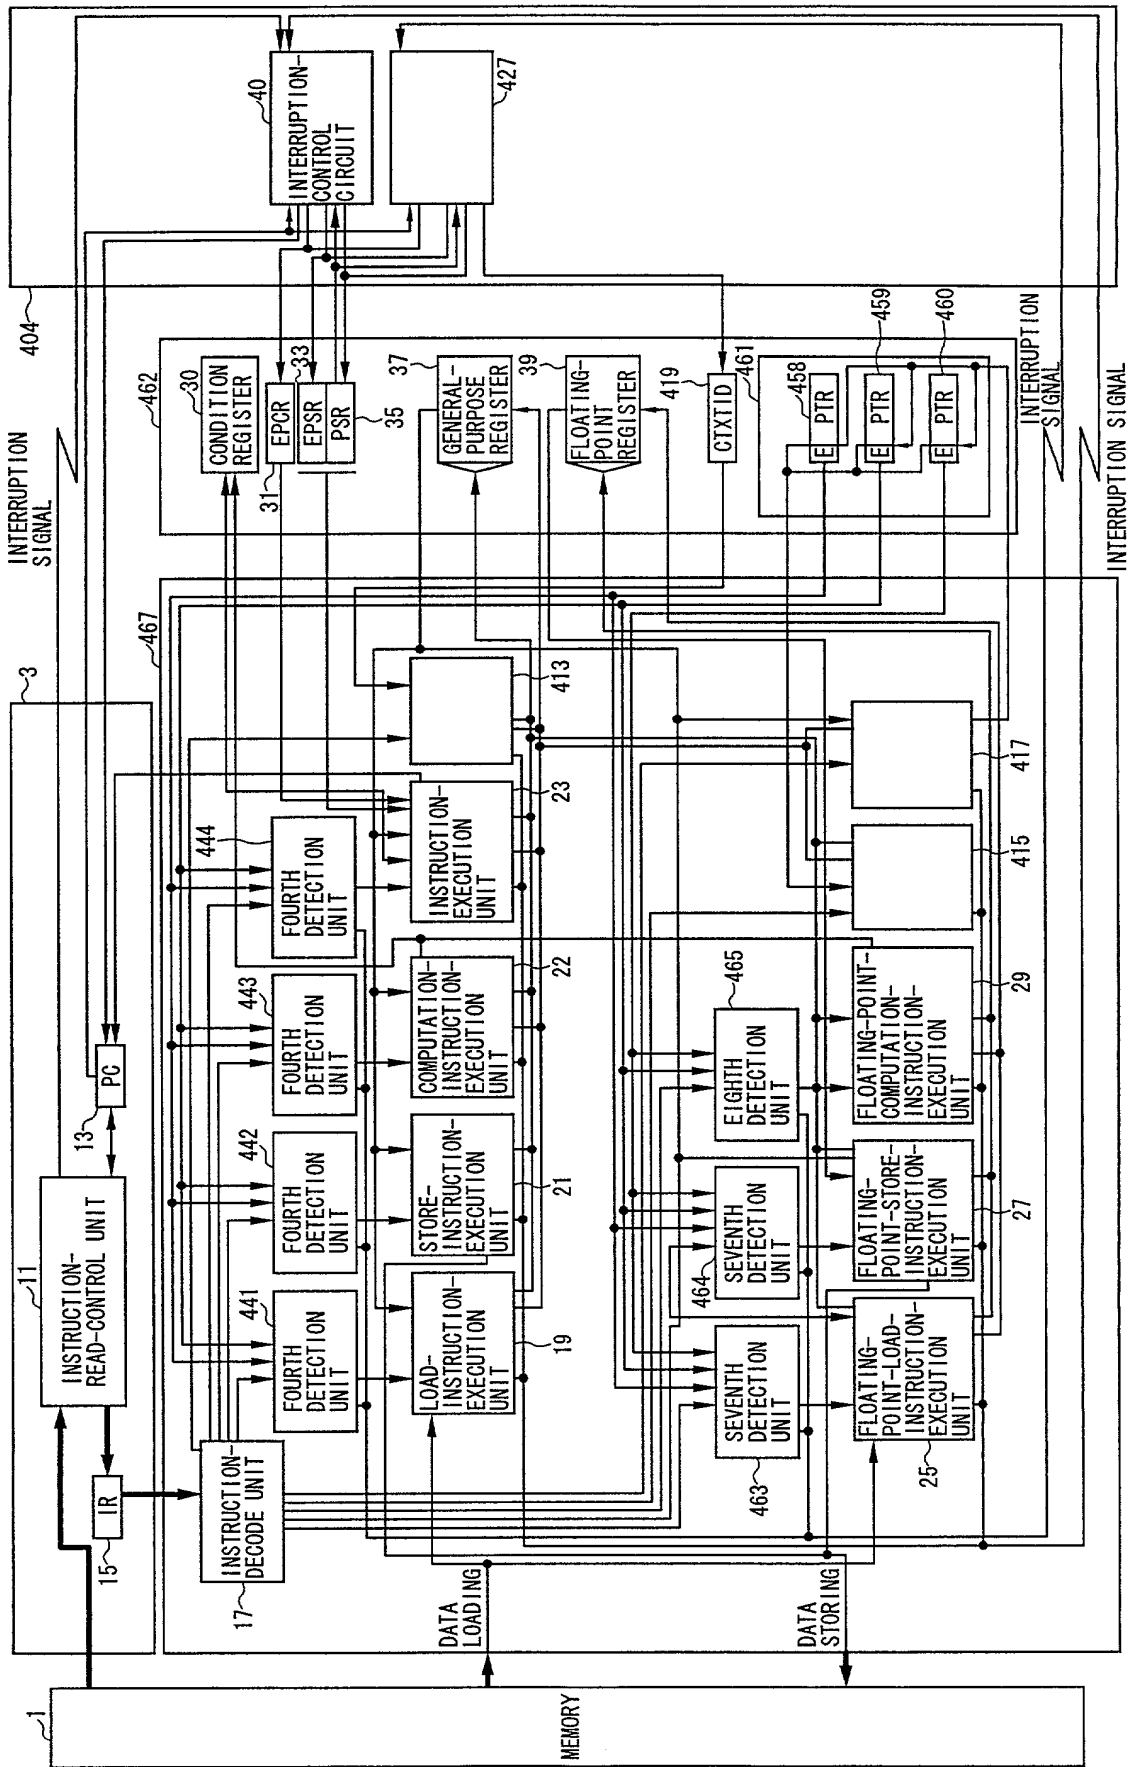 1
MEMORY
DATA
LOADING
DATA
STORING
3
11
INSTRUCTION-
READ-CONTROL UNIT
13
PC
15
IR
INTERRUPTION
SIGNAL
467
17
INSTRUCTION-
DECODE UNIT
441
FOURTH
DETECTION
UNIT
442
FOURTH
DETECTION
UNIT
443
FOURTH
DETECTION
UNIT
444
FOURTH
DETECTION
UNIT
LOAD-
INSTRUCTION-
EXECUTION
UNIT
19
STORE-
INSTRUCTION-
EXECUTION
UNIT
21
COMPUTATION-
INSTRUCTION-
EXECUTION
UNIT
22
INSTRUCTION-
EXECUTION
UNIT
23
413
463
SEVENTH
DETECTION
UNIT
464
SEVENTH
DETECTION
UNIT
465
EIGHTH
DETECTION
UNIT
FLOATING-
POINT-LOAD-
INSTRUCTION-
EXECUTION
UNIT
25
FLOATING-
POINT-STORE-
INSTRUCTION-
EXECUTION
UNIT
27
FLOATING-POINT-
COMPUTATION-
INSTRUCTION-
EXECUTION
UNIT
29
415
417
462
30
CONDITION
REGISTER
31
EPCR
33
EPSR
PSR
35
37
GENERAL-
PURPOSE
REGISTER
39
FLOATING-
POINT
REGISTER
419
CTXTID
461
458
E PTR
459
E PTR
460
E PTR
INTERRUPTION
SIGNAL
INTERRUPTION SIGNAL
404
40
INTERRUPTION-
CONTROL
CIRCUIT
427